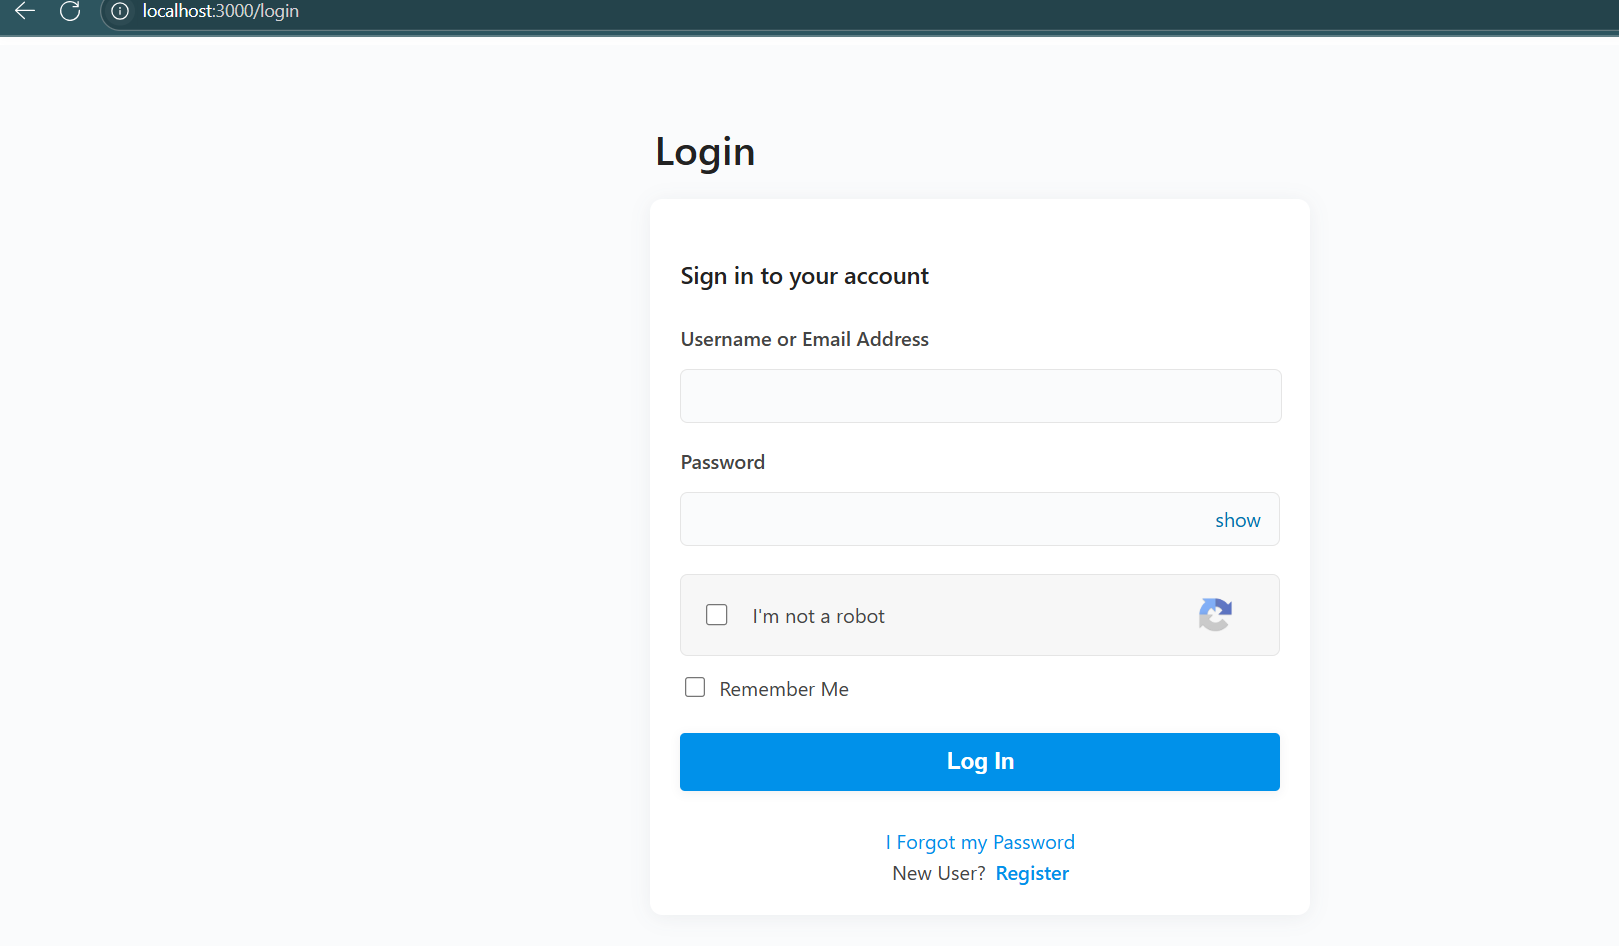 localhost:3000/login
Login
Sign in to your account
Username or Email Address
Password
show
I'm not a robot
Remember Me
Log In
I Forgot my Password
New User? Register